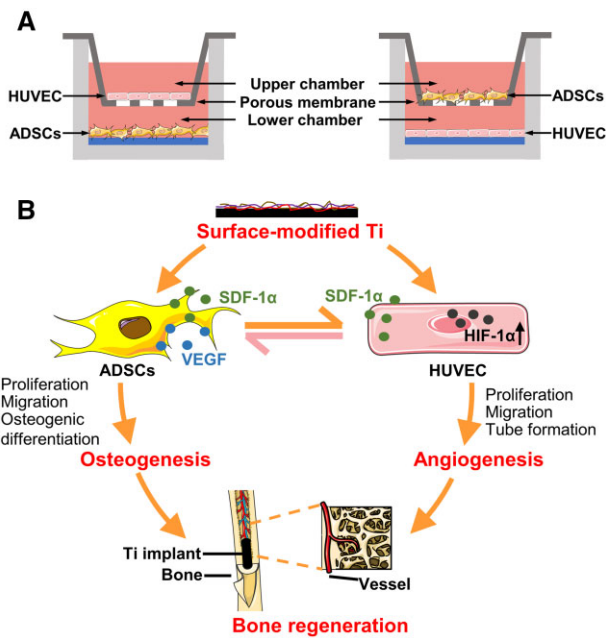 A
HUVEC
ADSCs
Upper chamber
Porous membrane
Lower chamber
ADSCs
HUVEC
B
Surface-modified Ti
SDF-1α
VEGF
ADSCs
SDF-1α
HIF-1α
HUVEC
Proliferation
Migration
Osteogenic
differentiation
Proliferation
Migration
Tube formation
Osteogenesis
Angiogenesis
Ti implant
Bone
Vessel
Bone regeneration